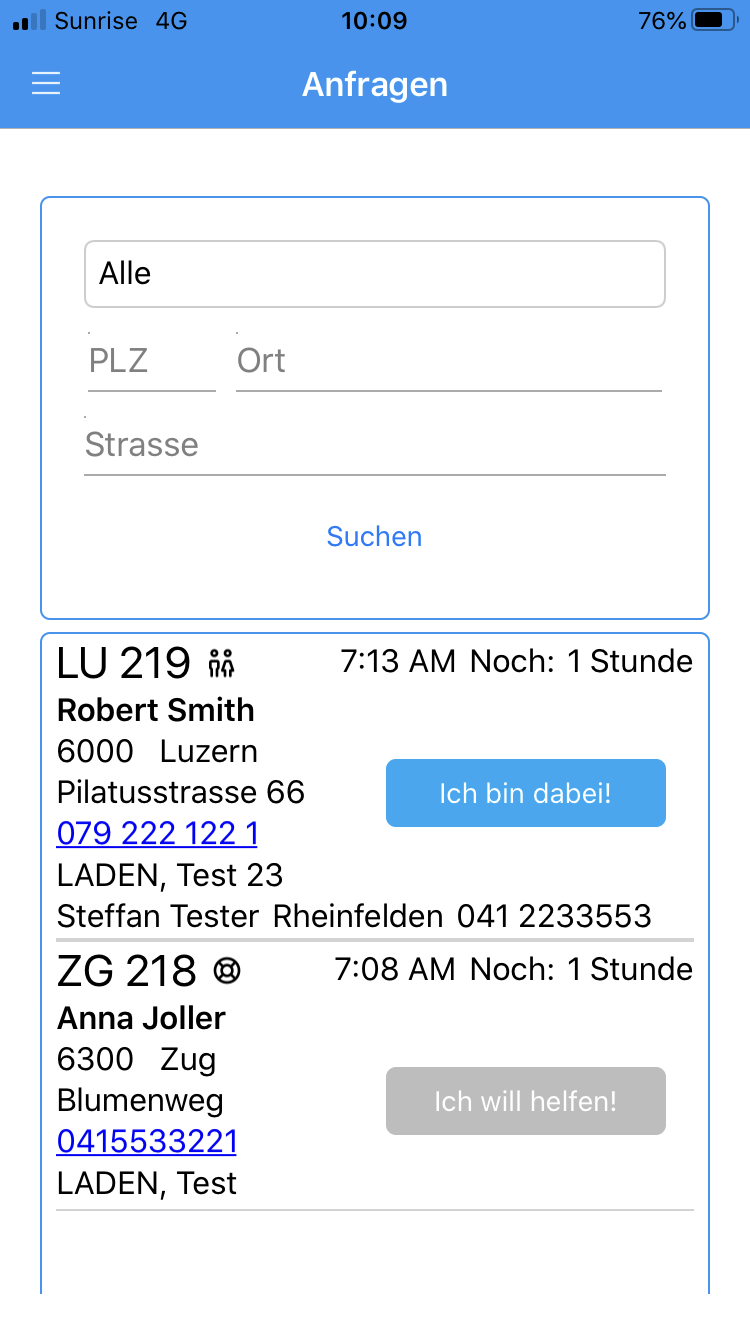 Sunrise 4G 10:09 76%
Anfragen
Alle
PLZ Ort
Strasse
Suchen
LU 219 7:13 AM Noch: 1 Stunde
Robert Smith
6000 Luzern
Pilatusstrasse 66
Ich bin dabei!
079 222 122 1
LADEN, Test 23
Steffan Tester Rheinfelden 041 2233553
ZG 218 7:08 AM Noch: 1 Stunde
Anna Joller
6300 Zug
Blumenweg
Ich will helfen!
0415533221
LADEN, Test